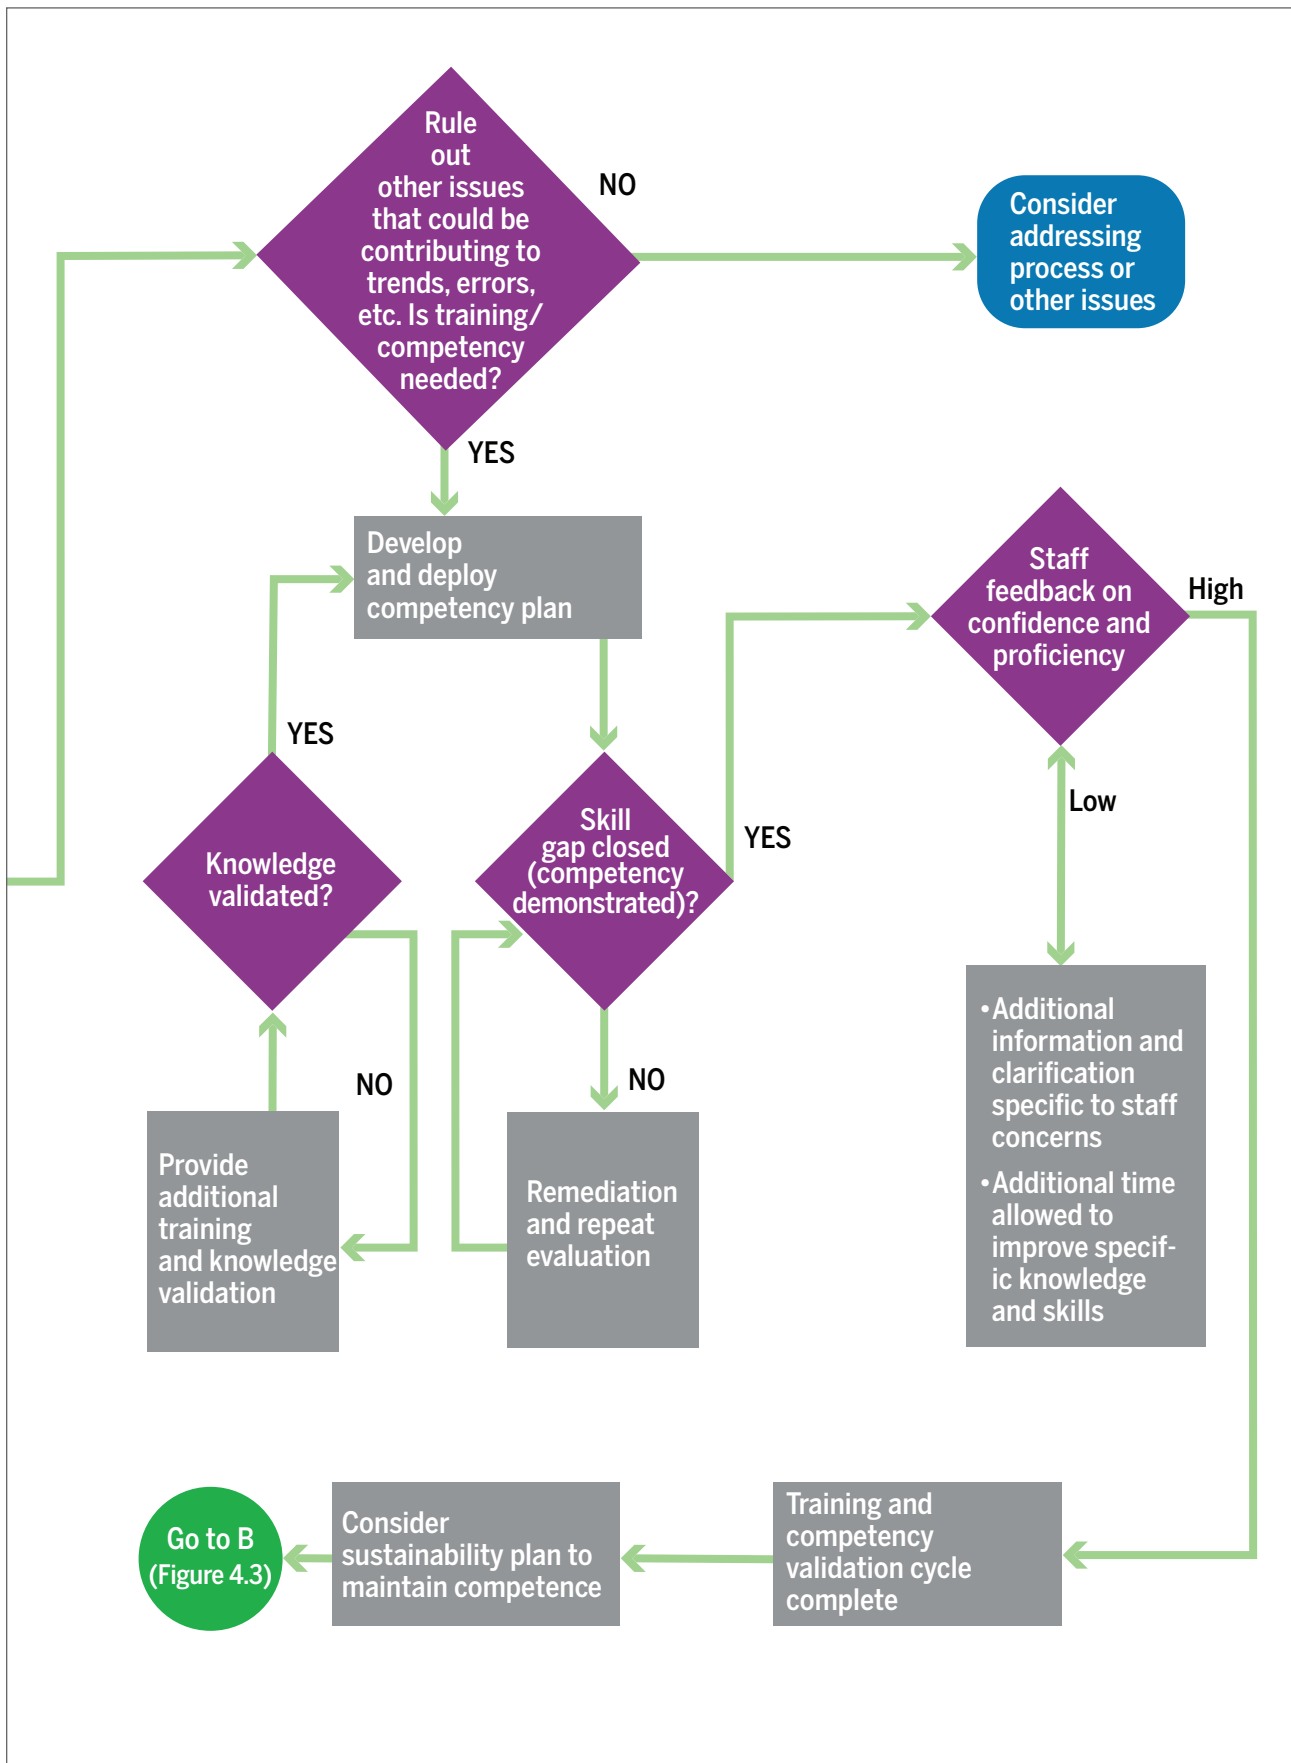 Rule
out
other issues
that could be
contributing to
trends, errors,
etc. Is training/
competency
needed?
NO
Consider
addressing
process or
other issues
YES
Develop
and deploy
competency plan
Staff
feedback on
confidence and
proficiency
High
YES
Knowledge
validated?
Skill
gap closed
(competency
demonstrated)?
YES
Low
NO
NO
Provide
additional
training
and knowledge
validation
Remediation
and repeat
evaluation
•Additional
information and
clarification
specific to staff
concerns
•Additional time
allowed to
improve specif-
ic knowledge
and skills
Go to B
(Figure 4.3)
Consider
sustainability plan to
maintain competence
Training and
competency
validation cycle
complete